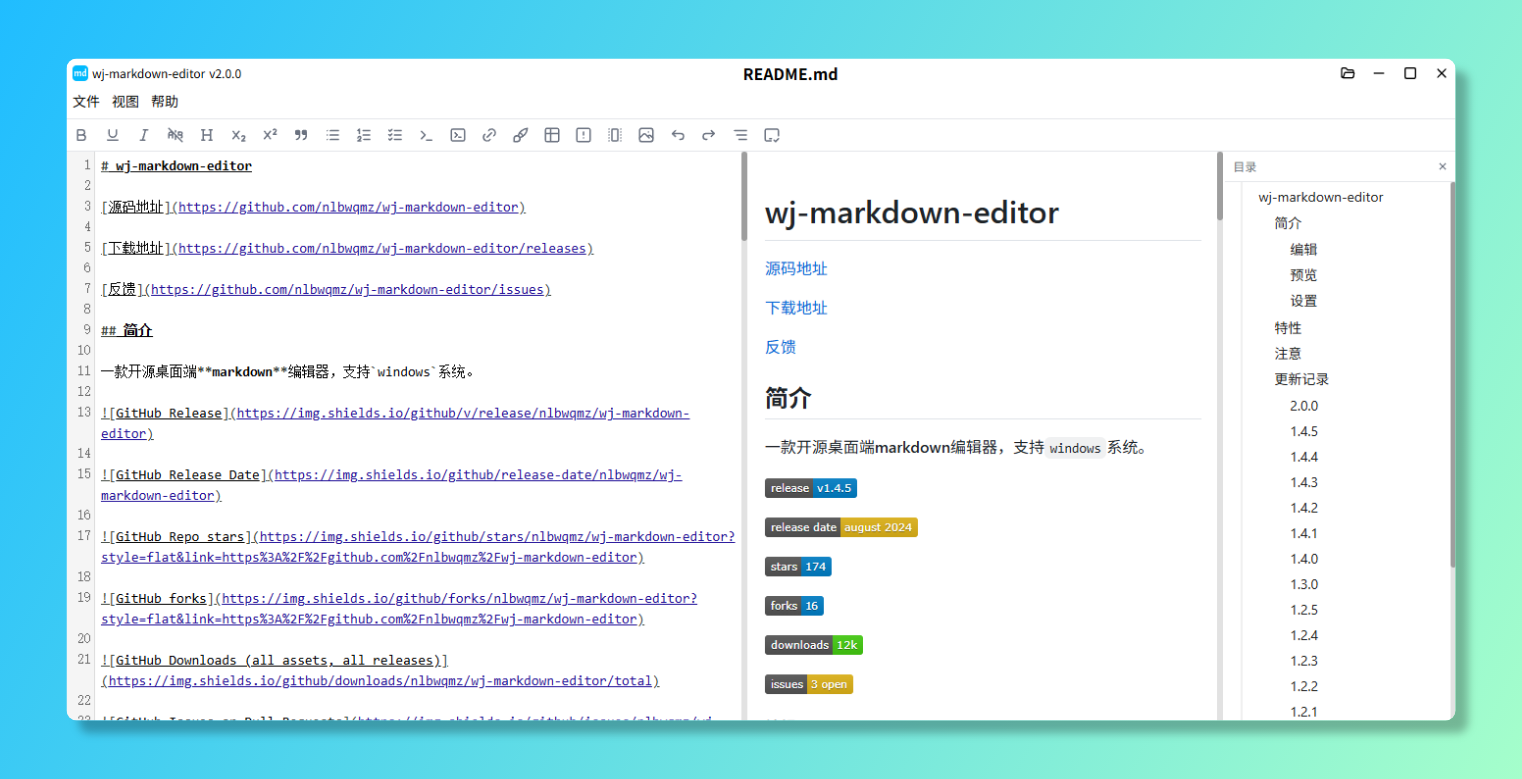 md wj-markdown-editor v2.0.0
README.md
文件 视图 帮助
1 # wj-markdown-editor
2
3 [源码地址](https://github.com/nlbwqmz/wj-markdown-editor)
4
5 [下载地址](https://github.com/nlbwqmz/wj-markdown-editor/releases)
6
7 [反馈](https://github.com/nlbwqmz/wj-markdown-editor/issues)
8
9 ## 简介
10
11 一款开源桌面端**markdown**编辑器，支持`windows`系统。
12
13 ![GitHub Release](https://img.shields.io/github/v/release/nlbwqmz/wj-markdown-
editor)
14
15 ![GitHub Release Date](https://img.shields.io/github/release-date/nlbwqmz/wj-
markdown-editor)
16
17 ![GitHub Repo stars](https://img.shields.io/github/stars/nlbwqmz/wj-markdown-editor?
style=flat&link=https%3A%2F%2Fgithub.com%2Fnlbwqmz%2Fwj-markdown-editor)
18
19 ![GitHub forks](https://img.shields.io/github/forks/nlbwqmz/wj-markdown-editor?
style=flat&link=https%3A%2F%2Fgithub.com%2Fnlbwqmz%2Fwj-markdown-editor)
20
21 ![GitHub Downloads (all assets, all releases)]
(https://img.shields.io/github/downloads/nlbwqmz/wj-markdown-editor/total)
22
wj-markdown-editor
源码地址
下载地址
反馈
简介
一款开源桌面端markdown编辑器，支持 windows 系统。
release v1.4.5
release date august 2024
stars 174
forks 16
downloads 12k
issues 3 open
目录
wj-markdown-editor
简介
编辑
预览
设置
特性
注意
更新记录
2.0.0
1.4.5
1.4.4
1.4.3
1.4.2
1.4.1
1.4.0
1.3.0
1.2.5
1.2.4
1.2.3
1.2.2
1.2.1